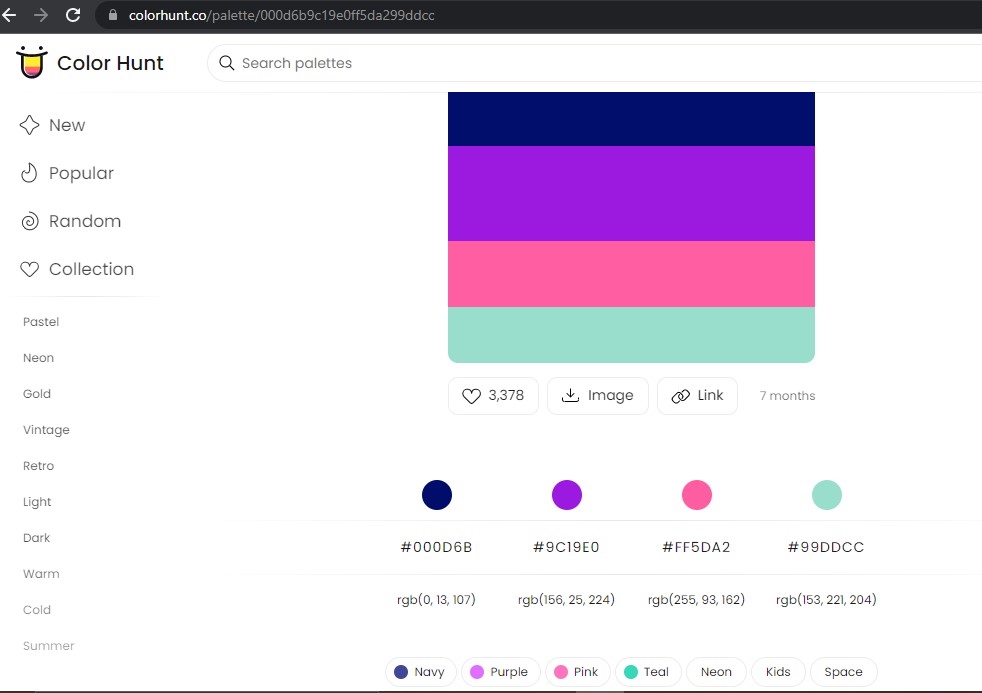 colorhunt.co/palette/000d6b9c19e0ff5da299ddcc
Color Hunt
Search palettes
New
Popular
Random
Collection
Pastel
Neon
Gold
Vintage
Retro
Light
Dark
Warm
Cold
Summer
3,378 Image Link 7 months
#000D6B #9C19E0 #FF5DA2 #99DDCC
rgb(0, 13, 107) rgb(156, 25, 224) rgb(255, 93, 162) rgb(153, 221, 204)
Navy Purple Pink Teal Neon Kids Space